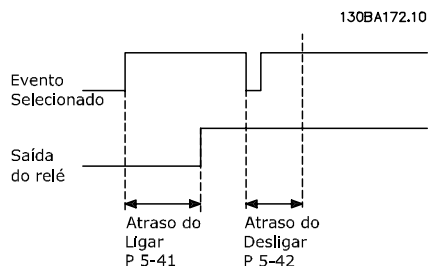 130BA172.10
Evento
Selecionado
Saída
do relé
Atraso do
Ligar
P 5-41
Atraso do
Desligar
P 5-42